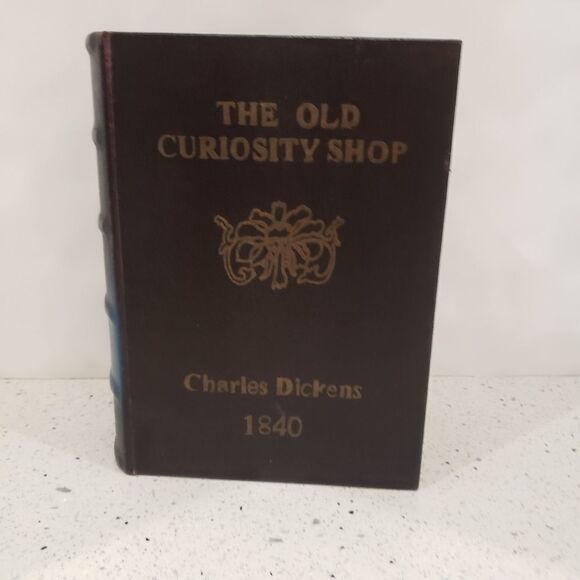 THE OLD
CURIOSITY SHOP
Charles Dickens
1840